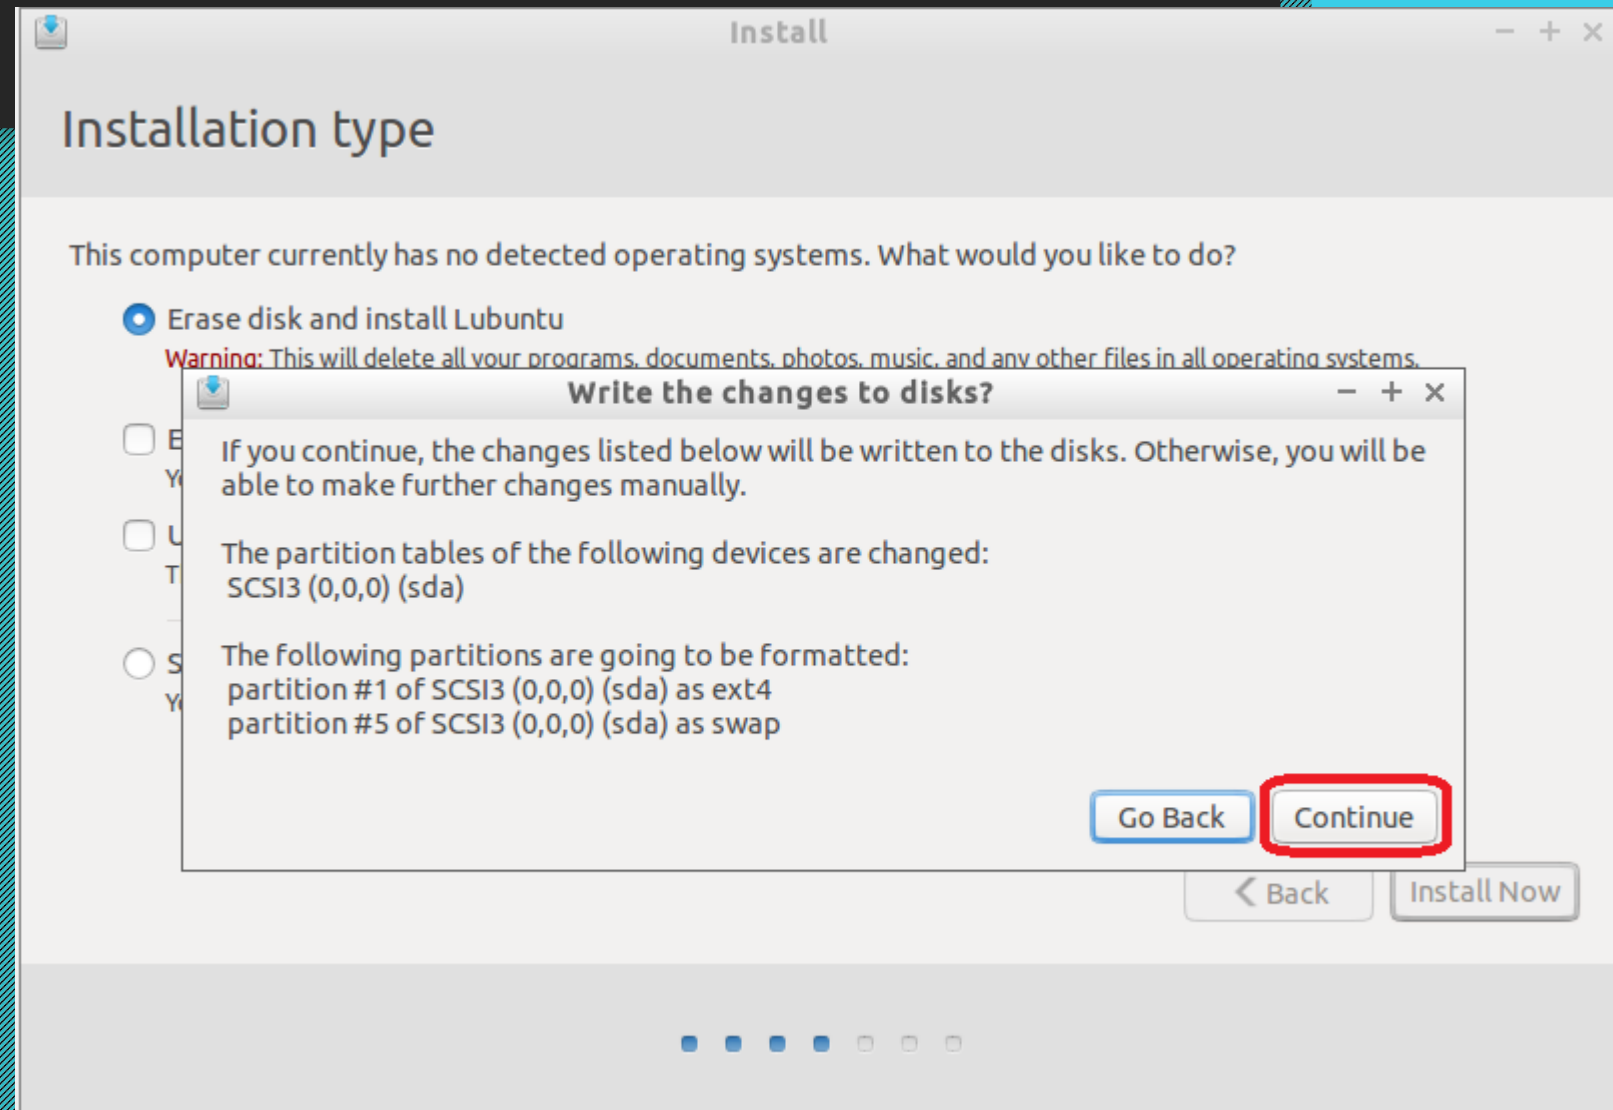 Install
Installation type
This computer currently has no detected operating systems. What would you like to do?
Erase disk and install Lubuntu
Warning: This will delete all your programs, documents, photos, music, and any other files in all operating systems.
Write the changes to disks?
If you continue, the changes listed below will be written to the disks. Otherwise, you will be
able to make further changes manually.
The partition tables of the following devices are changed:
SCSI3 (0,0,0) (sda)
The following partitions are going to be formatted:
partition #1 of SCSI3 (0,0,0) (sda) as ext4
partition #5 of SCSI3 (0,0,0) (sda) as swap
Go Back Continue
Back Install Now